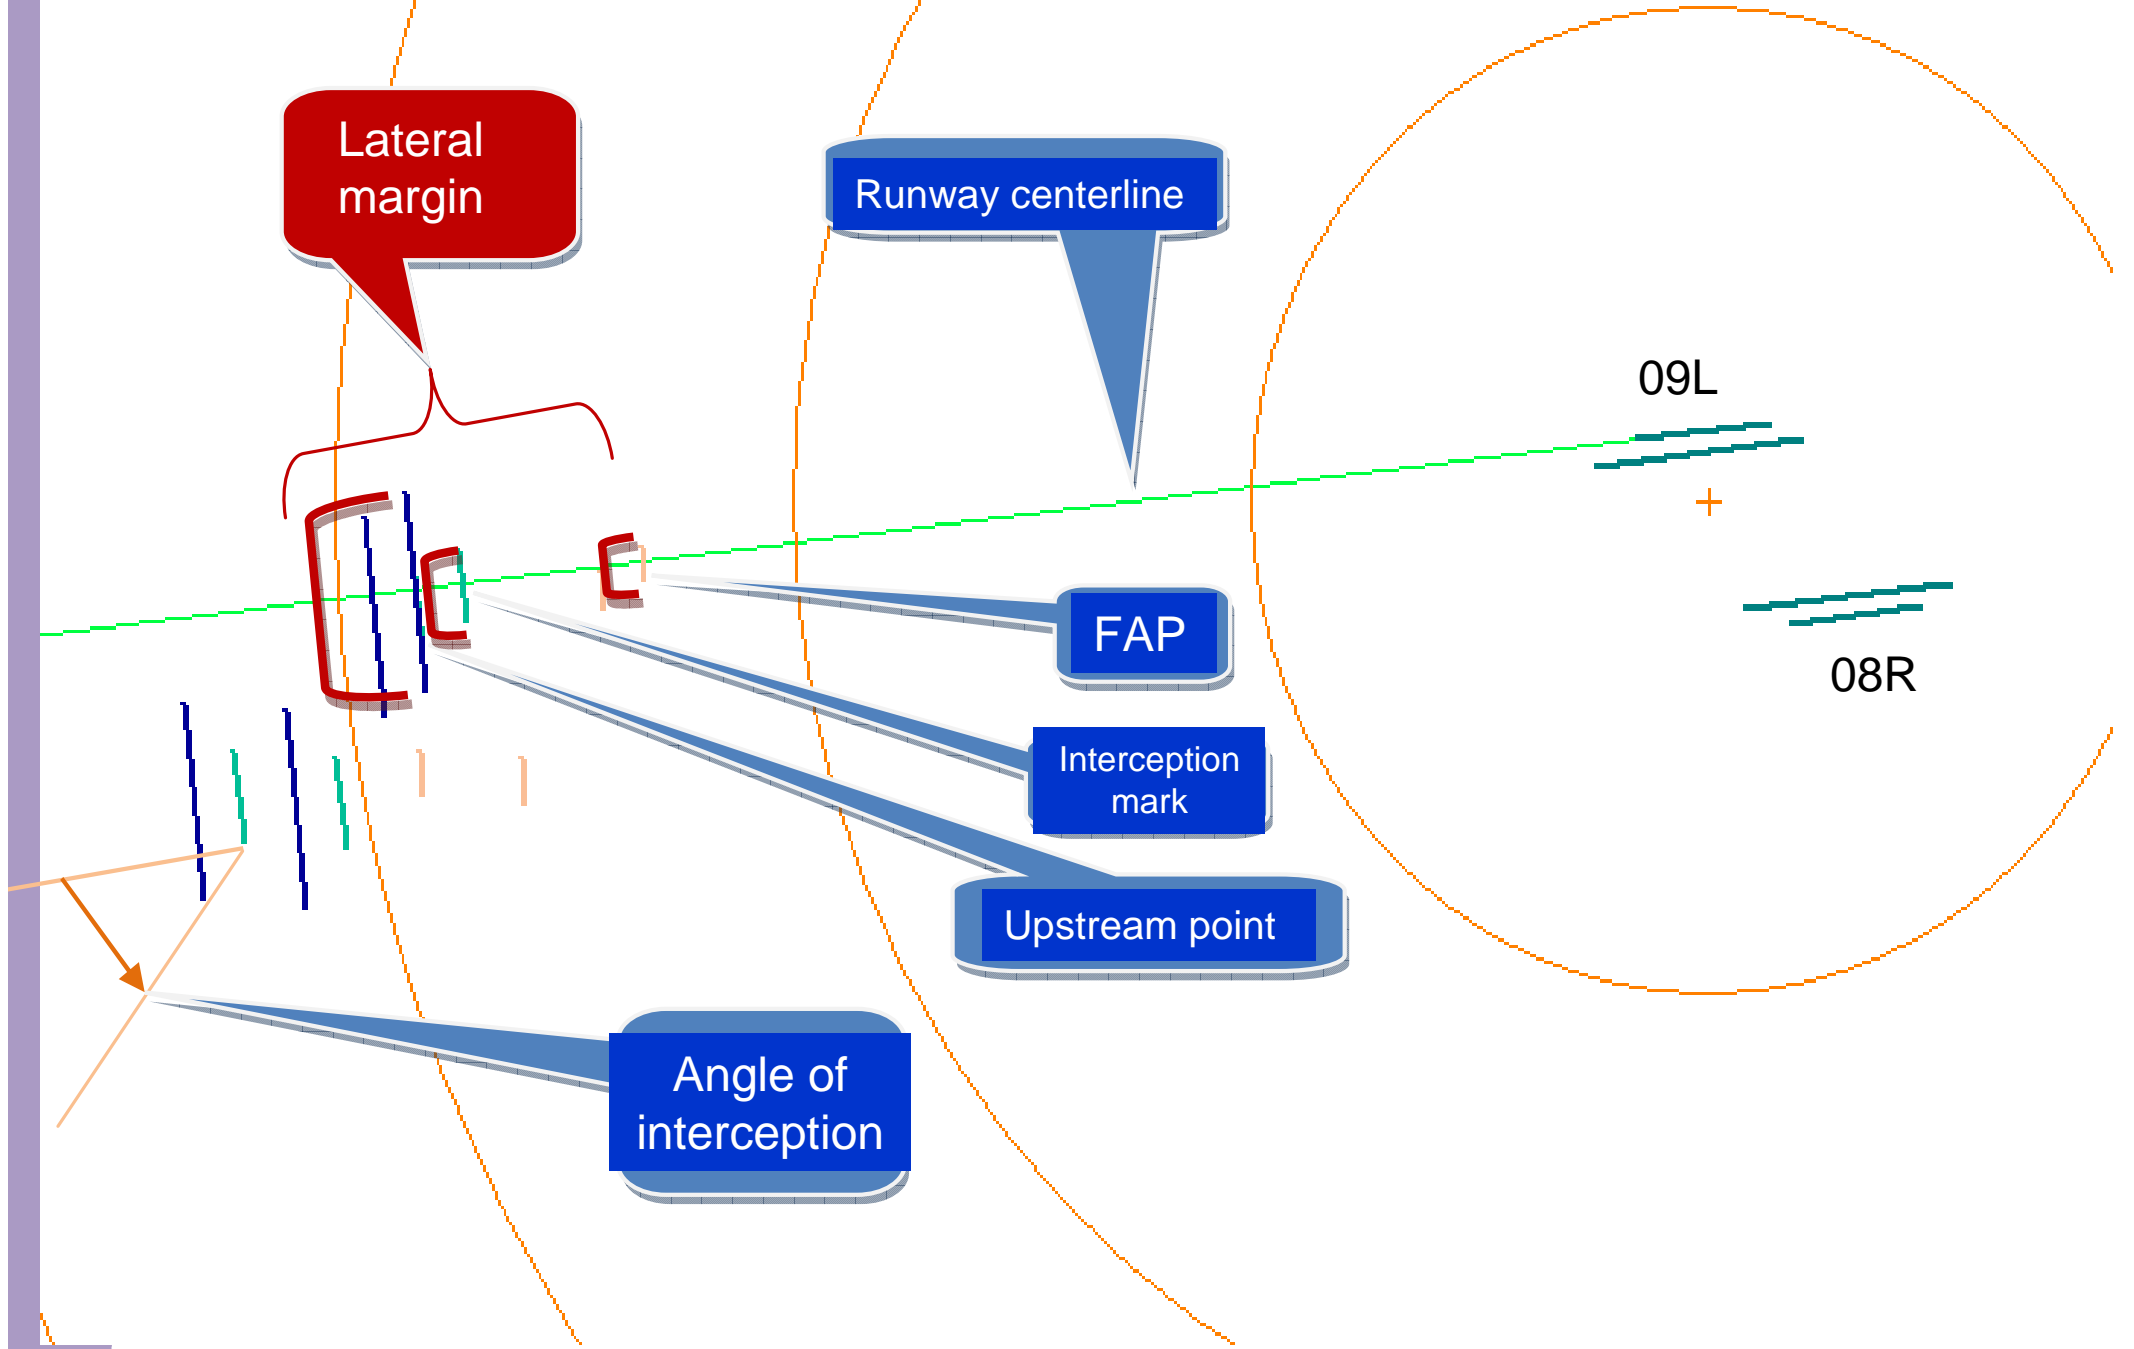 Lateral
margin
Runway centerline
09L
FAP
08R
Interception
mark
Upstream point
Angle of
interception